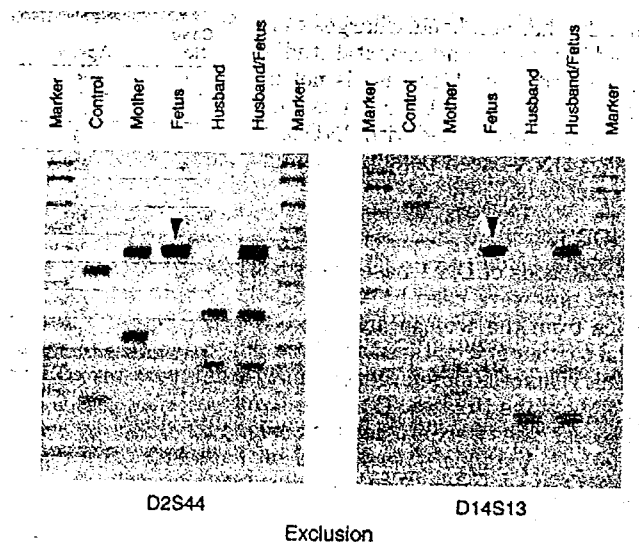 Marker
Control
Mother
Fetus
Husband
Husband/Fetus
Marker
Marker
Control
Mother
Fetus
Husband
Husband/Fetus
Marker
D2S44
D14S13
Exclusion